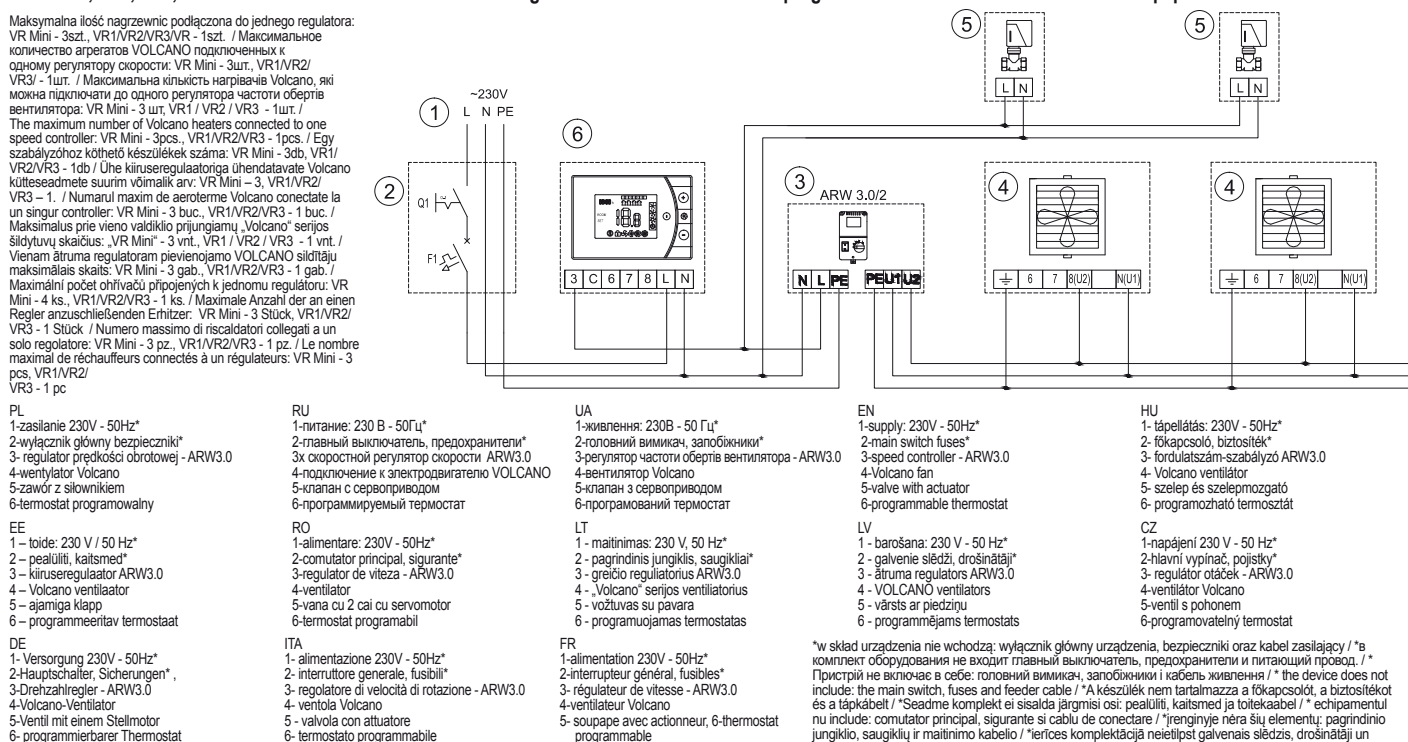 Maksymalna ilość nagrzewnic podłączona do jednego regulatora:
VR Mini - 3szt., VR1/VR2/VR3/VR - 1szt. / Максимальное
количество агрегатов VOLCANO подключенных к
одному регулятору скорости: VR Mini - 3шт., VR1/VR2/
VR3/ - 1шт. / Максимальна кількість нагрівачів Volcano, які
можна підключати до одного регулятора частоти обертів
вентилятора: VR Mini - 3 шт, VR1 / VR2 / VR3 - 1шт. /
The maximum number of Volcano heaters connected to one
speed controller: VR Mini - 3pcs., VR1/VR2/VR3 - 1pcs. / Egy
szabályzóhoz köthető készülékek száma: VR Mini - 3db, VR1/
VR2/VR3 - 1db / Ühe kiiruseregulaatoriga ühendatavate Volcano
kütteseadmete suurim võimalik arv: VR Mini – 3, VR1/VR2/
VR3 – 1. / Numarul maxim de aeroterme Volcano conectate la
un singur controller: VR Mini - 3 buc., VR1/VR2/VR3 - 1 buc. /
Maksimalus prie vieno valdiklio prijungiamų „Volcano" serijos
šildytuvų skaičius: „VR Mini" - 3 vnt., VR1 / VR2 / VR3 - 1 vnt. /
Vienam ātruma regulatoram pievienojamo VOLCANO sildītāju
maksimālais skaits: VR Mini - 3 gab., VR1/VR2/VR3 - 1 gab. /
Maximální počet ohřívačů připojených k jednomu regulátoru: VR
Mini - 4 ks., VR1/VR2/VR3 - 1 ks. / Maximale Anzahl der an einen
Regler anzuschließenden Erhitzer: VR Mini - 3 Stück, VR1/VR2/
VR3 - 1 Stück / Numero massimo di riscaldatori collegati a un
solo regolatore: VR Mini - 3 pz., VR1/VR2/VR3 - 1 pz. / Le nombre
maximal de réchauffeurs connectés à un régulateurs: VR Mini - 3
pcs, VR1/VR2/
VR3 - 1 pc
5
5
L N
L N
~230V
1
L N PE
6
2
Q1
F1
3 C 6 7 8 L N
3
ARW 3.0/2
N L PE PE U1 U2
4
6 7 8(U2) N(U1)
4
6 7 8(U2) N(U1)
PL
1-zasilanie 230V - 50Hz*
2-wyłącznik główny bezpieczniki*
3- regulator prędkości obrotowej - ARW3.0
4-wentylator Volcano
5-zawór z siłownikiem
6-termostat programowalny
RU
1-питание: 230 В - 50Гц*
2-главный выключатель, предохранители*
3x скоростной регулятор скорости ARW3.0
4-подключение к электродвигателю VOLCANO
5-клапан с сервоприводом
6-программируемый термостат
UA
1-живлення: 230В - 50 Гц*
2-головний вимикач, запобіжники*
3-регулятор частоти обертів вентилятора - ARW3.0
4-вентилятор Volcano
5-клапан з сервоприводом
6-програмований термостат
EN
1-supply: 230V - 50Hz*
2-main switch fuses*
3-speed controller - ARW3.0
4-Volcano fan
5-valve with actuator
6-programmable thermostat
HU
1- tápellátás: 230V - 50Hz*
2- főkapcsoló, biztosíték*
3- fordulatszám-szabályzó ARW3.0
4- Volcano ventilátor
5- szelep és szelepmozgató
6- programozható termosztát
EE
1 – toide: 230 V / 50 Hz*
2 – pealüliti, kaitsmed*
3 – kiiruseregulaator ARW3.0
4 – Volcano ventilaator
5 – ajamiga klapp
6 – programmeeritav termostaat
RO
1-alimentare: 230V - 50Hz*
2-comutator principal, sigurante*
3-regulator de viteza - ARW3.0
4-ventilator
5-vana cu 2 cai cu servomotor
6-termostat programabil
LT
1 - maitinimas: 230 V, 50 Hz*
2 - pagrindinis jungiklis, saugikliai*
3 - greičio reguliatorius ARW3.0
4 - „Volcano" serijos ventiliatorius
5 - vožtuvas su pavara
6 - programuojamas termostatas
LV
1 - barošana: 230 V - 50 Hz*
2 - galvenie slēdži, drošinātāji*
3 - ātruma regulators ARW3.0
4 - VOLCANO ventilators
5 - vārsts ar piedziņu
6 - programmējams termostats
CZ
1-napájení 230 V - 50 Hz*
2-hlavní vypínač, pojistky*
3- regulátor otáček - ARW3.0
4-ventilátor Volcano
5-ventil s pohonem
6-programovatelný termostat
DE
1- Versorgung 230V - 50Hz*
2-Hauptschalter, Sicherungen* ,
3-Drehzahlregler - ARW3.0
4-Volcano-Ventilator
5-Ventil mit einem Stellmotor
6- programmierbarer Thermostat
ITA
1- alimentazione 230V - 50Hz*
2- interruttore generale, fusibili*
3- regolatore di velocità di rotazione - ARW3.0
4- ventola Volcano
5 - valvola con attuatore
6- termostato programmabile
FR
1-alimentation 230V - 50Hz*
2-interrupteur général, fusibles*
3- régulateur de vitesse - ARW3.0
4-ventilateur Volcano
5- soupape avec actionneur, 6-thermostat
programmable
*w skład urządzenia nie wchodzą: wyłącznik główny urządzenia, bezpieczniki oraz kabel zasilający / *в
комплект оборудования не входит главный выключатель, предохранители и питающий провод. / *
Пристрій не включає в себе: головний вимикач, запобіжники і кабель живлення / * the device does not
include: the main switch, fuses and feeder cable / *A készülék nem tartalmazza a főkapcsolót, a biztosítékot
és a tápkábelt / *Seadme komplekt ei sisalda järgmisi osi: pealüliti, kaitsmed ja toitekaabel / * echipamentul
nu include: comutator principal, sigurante si cablu de conectare / *įrenginyje nėra šių elementų: pagrindinio
jungiklio, saugiklių ir maitinimo kabelio / *ierīces komplektācijā neietilpst galvenais slēdzis, drošinātāji un